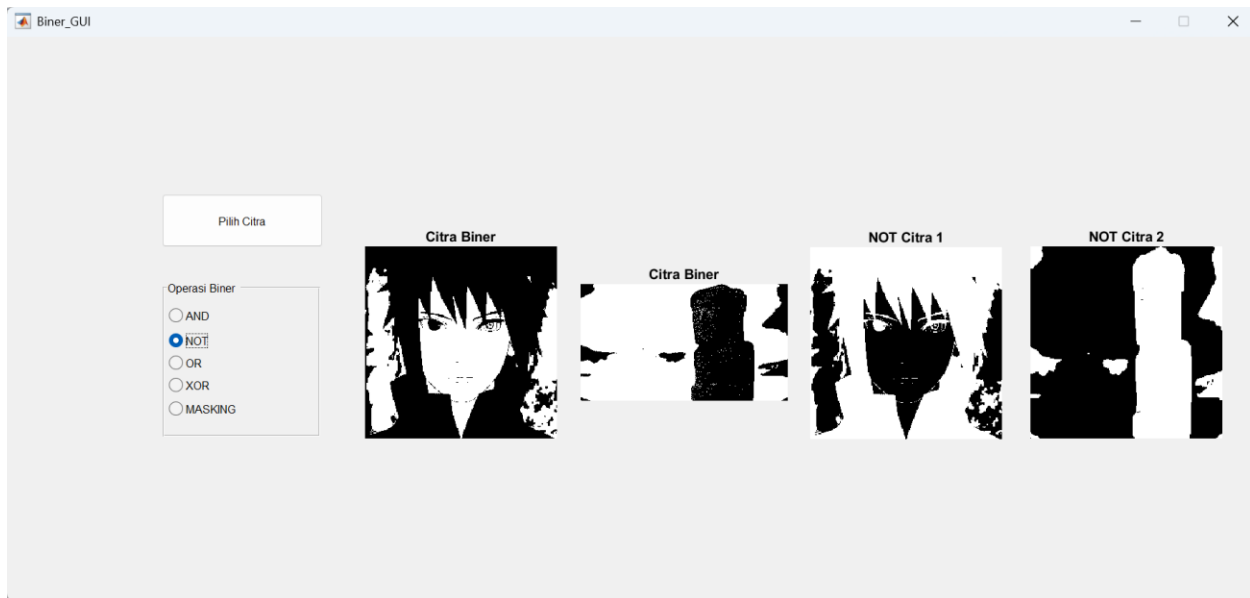 Biner_GUI
Pilih Citra
Operasi Biner
AND
NOT
OR
XOR
MASKING
Citra Biner
Citra Biner
NOT Citra 1
NOT Citra 2